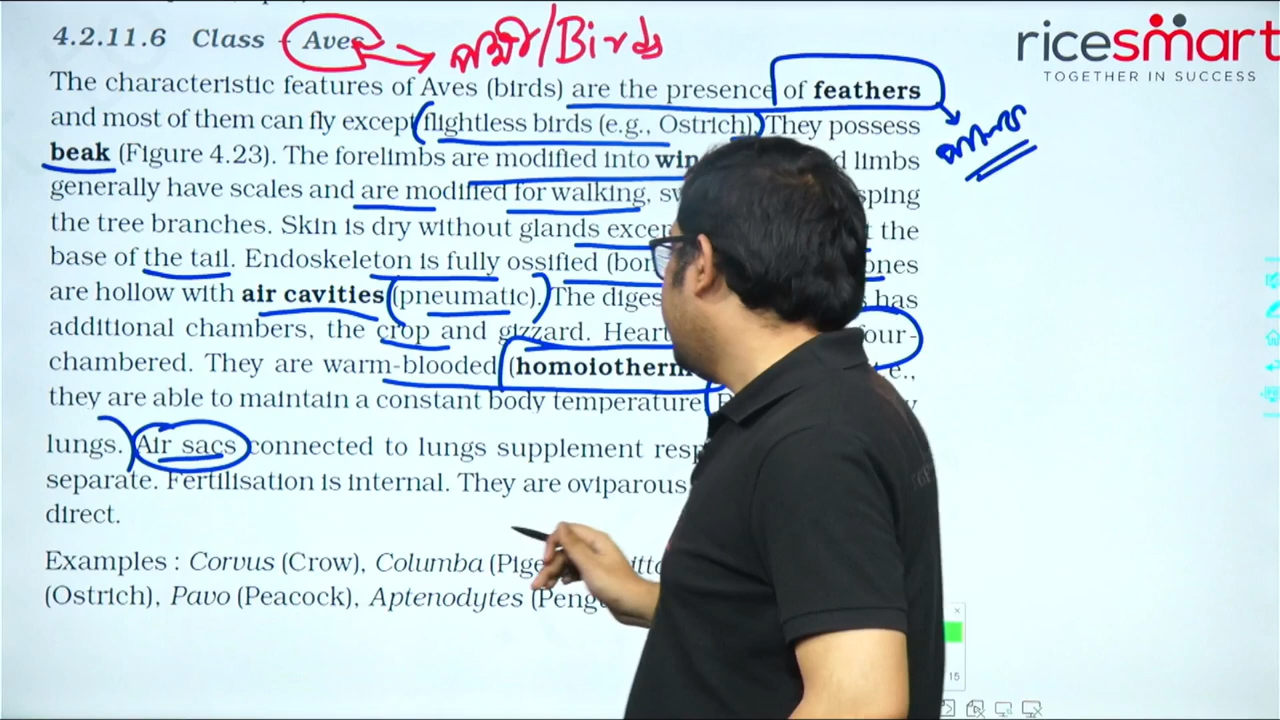 4.2.11.6 Class – Aves → পাখি/Birds
ricesmart
TOGETHER IN SUCCESS
The characteristic features of Aves (birds) are the presence of feathers
and most of them can fly except flightless birds (e.g., Ostrich). They possess
beak (Figure 4.23). The forelimbs are modified into win d limbs
generally have scales and are modified for walking, sw sping
the tree branches. Skin is dry without glands excep t the
base of the tail. Endoskeleton is fully ossified (bon ones
are hollow with air cavities (pneumatic). The diges has
additional chambers, the crop and gizzard. Heart four-
chambered. They are warm-blooded (homoiotherm e.,
they are able to maintain a constant body temperature. y
lungs. Air sacs connected to lungs supplement resp
separate. Fertilisation is internal. They are oviparous
direct.
Examples : Corvus (Crow), Columba (Pige itta
(Ostrich), Pavo (Peacock), Aptenodytes (Pengu
15